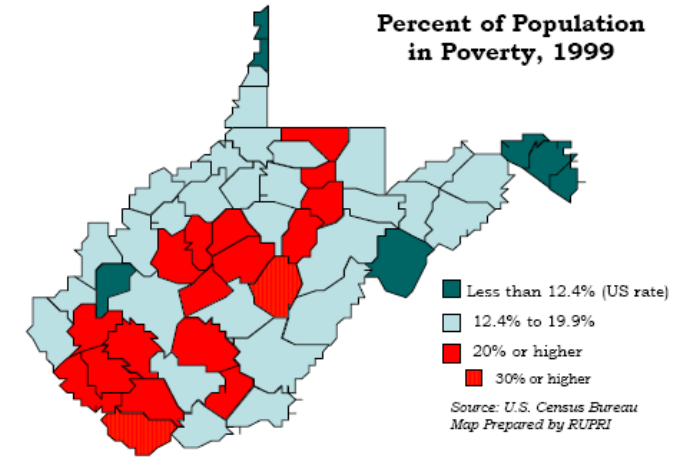 Percent of Population
in Poverty, 1999
Less than 12.4% (US rate)
12.4% to 19.9%
20% or higher
30% or higher
Source: U.S. Census Bureau
Map Prepared by RUPRI